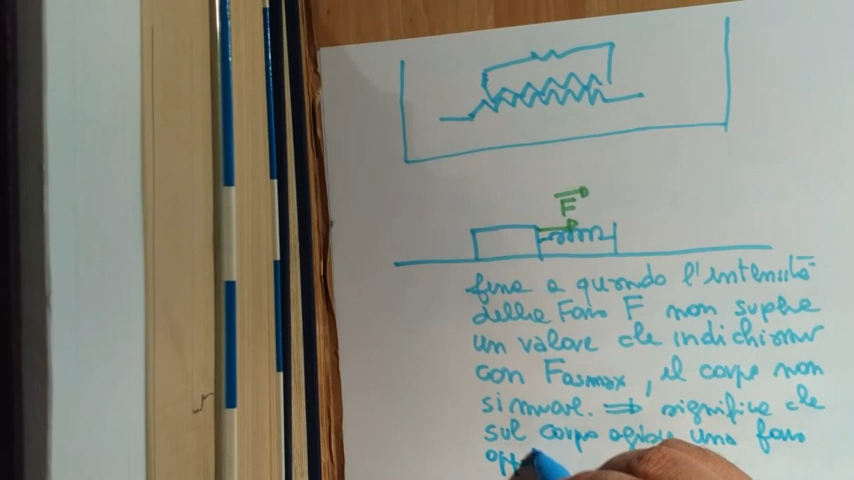 F
fino a quando l'intensità
della Forza F non supera
un valore che indichiamo
con Fasmax, il corpo non
si muove. ⇒ significa che
sul corpo agisce una forza
opp